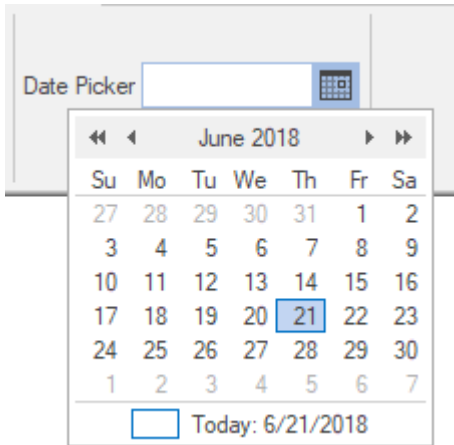 Date Picker
June 2018
Su Mo Tu We Th Fr Sa
27 28 29 30 31 1 2
3 4 5 6 7 8 9
10 11 12 13 14 15 16
17 18 19 20 21 22 23
24 25 26 27 28 29 30
1 2 3 4 5 6 7
Today: 6/21/2018